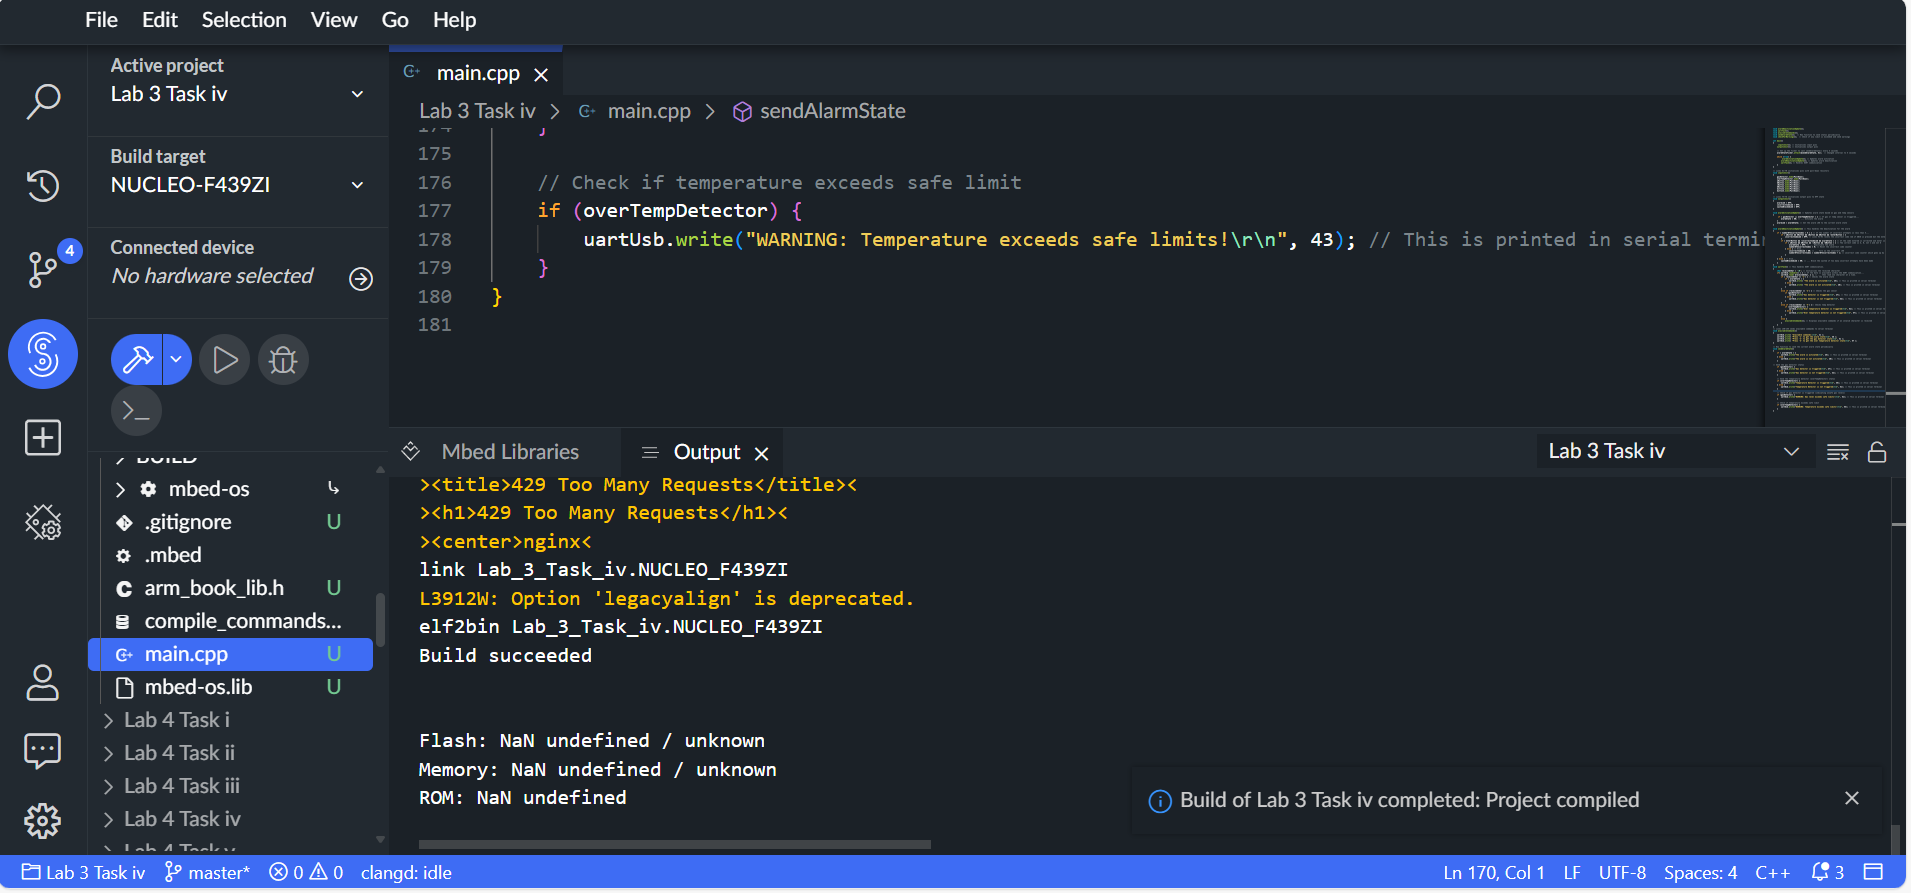 File Edit Selection View Go Help
Active project
Lab 3 Task iv
Build target
NUCLEO-F439ZI
Connected device
No hardware selected
4
BUILD
mbed-os
.gitignore U
.mbed
arm_book_lib.h U
compile_commands...
main.cpp U
mbed-os.lib U
Lab 4 Task i
Lab 4 Task ii
Lab 4 Task iii
Lab 4 Task iv
Lab 4 Task v
main.cpp
Lab 3 Task iv > main.cpp > sendAlarmState
174 }
175
176 // Check if temperature exceeds safe limit
177 if (overTempDetector) {
178 uartUsb.write("WARNING: Temperature exceeds safe limits!\r\n", 43); // This is printed in serial termi
179 }
180 }
181
Mbed Libraries Output Lab 3 Task iv
><title>429 Too Many Requests</title><
><h1>429 Too Many Requests</h1><
><center>nginx<
link Lab_3_Task_iv.NUCLEO_F439ZI
L3912W: Option 'legacyalign' is deprecated.
elf2bin Lab_3_Task_iv.NUCLEO_F439ZI
Build succeeded
Flash: NaN undefined / unknown
Memory: NaN undefined / unknown
ROM: NaN undefined
Build of Lab 3 Task iv completed: Project compiled
Lab 3 Task iv master* 0 0 clangd: idle Ln 170, Col 1 LF UTF-8 Spaces: 4 C++ 3